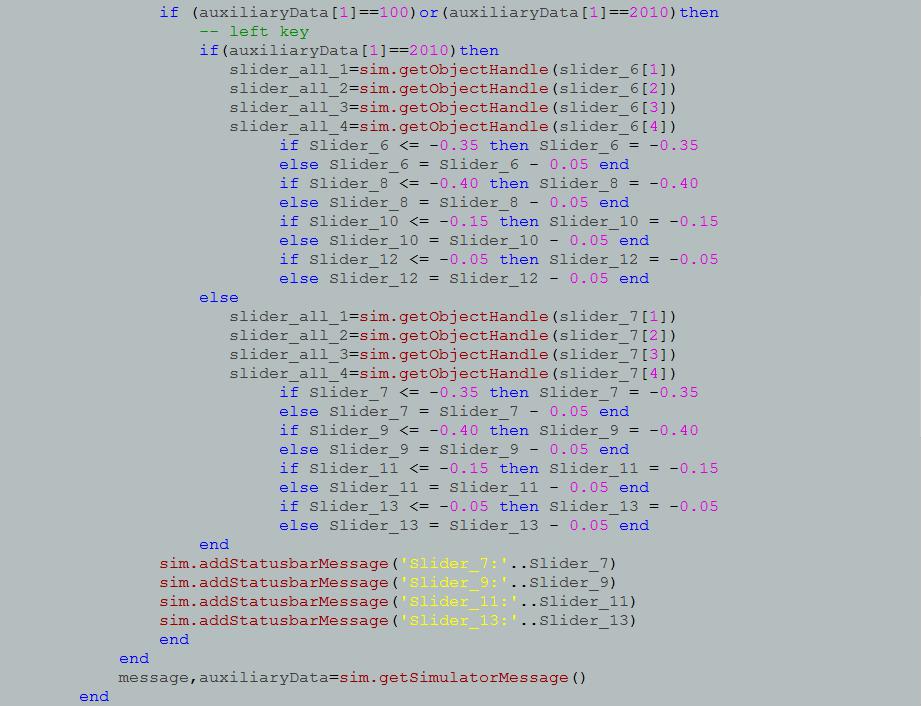 if (auxiliaryData[1]==100)or(auxiliaryData[1]==2010)then
-- left key
if(auxiliaryData[1]==2010)then
slider_all_1=sim.getObjectHandle(slider_6[1])
slider_all_2=sim.getObjectHandle(slider_6[2])
slider_all_3=sim.getObjectHandle(slider_6[3])
slider_all_4=sim.getObjectHandle(slider_6[4])
if Slider_6 <= -0.35 then Slider_6 = -0.35
else Slider_6 = Slider_6 - 0.05 end
if Slider_8 <= -0.40 then Slider_8 = -0.40
else Slider_8 = Slider_8 - 0.05 end
if Slider_10 <= -0.15 then Slider_10 = -0.15
else Slider_10 = Slider_10 - 0.05 end
if Slider_12 <= -0.05 then Slider_12 = -0.05
else Slider_12 = Slider_12 - 0.05 end
else
slider_all_1=sim.getObjectHandle(slider_7[1])
slider_all_2=sim.getObjectHandle(slider_7[2])
slider_all_3=sim.getObjectHandle(slider_7[3])
slider_all_4=sim.getObjectHandle(slider_7[4])
if Slider_7 <= -0.35 then Slider_7 = -0.35
else Slider_7 = Slider_7 - 0.05 end
if Slider_9 <= -0.40 then Slider_9 = -0.40
else Slider_9 = Slider_9 - 0.05 end
if Slider_11 <= -0.15 then Slider_11 = -0.15
else Slider_11 = Slider_11 - 0.05 end
if Slider_13 <= -0.05 then Slider_13 = -0.05
else Slider_13 = Slider_13 - 0.05 end
end
sim.addStatusbarMessage('Slider_7:'..Slider_7)
sim.addStatusbarMessage('Slider_9:'..Slider_9)
sim.addStatusbarMessage('Slider_11:'..Slider_11)
sim.addStatusbarMessage('Slider_13:'..Slider_13)
end
end
message,auxiliaryData=sim.getSimulatorMessage()
end